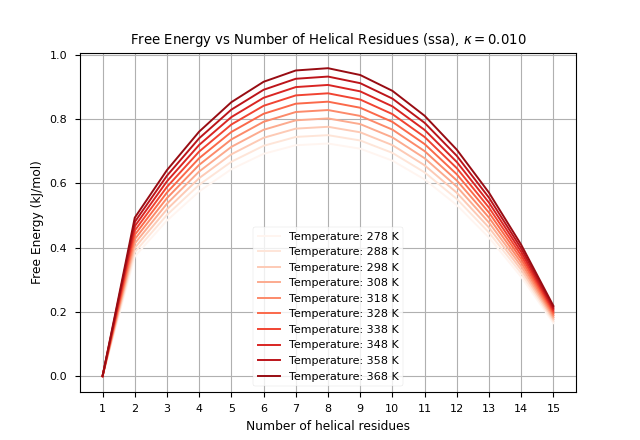 Free Energy vs Number of Helical Residues (ssa), κ = 0.010
1.0
0.8
0.6
0.4
0.2
0.0
Free Energy (kJ/mol)
Temperature: 278 K
Temperature: 288 K
Temperature: 298 K
Temperature: 308 K
Temperature: 318 K
Temperature: 328 K
Temperature: 338 K
Temperature: 348 K
Temperature: 358 K
Temperature: 368 K
1 2 3 4 5 6 7 8 9 10 11 12 13 14 15
Number of helical residues